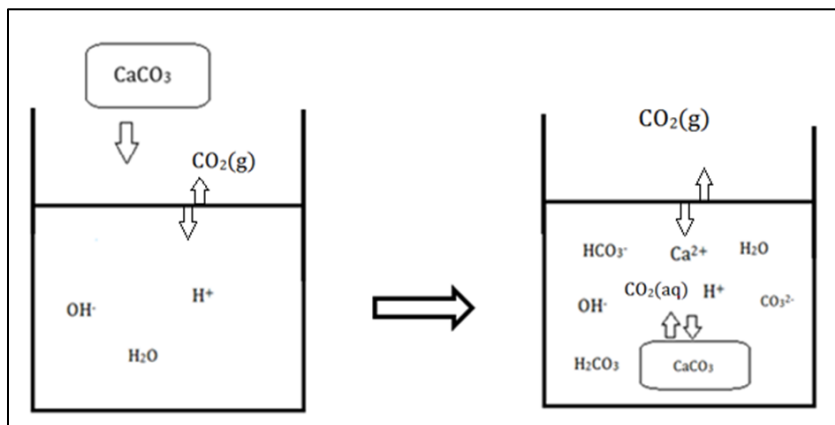 CaCO₃
CO₂(g)
OH-
H⁺
H₂O
CO₂(g)
HCO₃-
Ca²⁺
H₂O
OH-
CO₂(aq)
H⁺
CO₃²-
H₂CO₃
CaCO₃